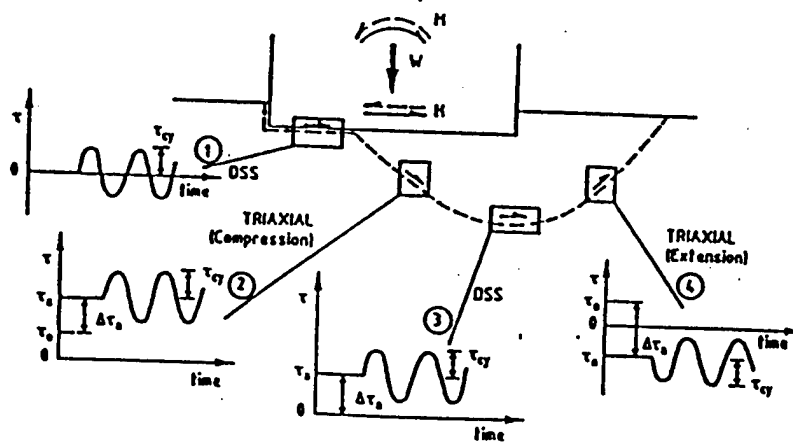 M
W
H
τ
τcy
0
time
1
DSS
TRIAXIAL
(Compression)
2
τ
τcy
τa
Δτa
τo
0
time
3
DSS
τ
τcy
τa
Δτa
0
time
TRIAXIAL
(Extension)
4
τ
τo
0
Δτa
τa
τcy
time